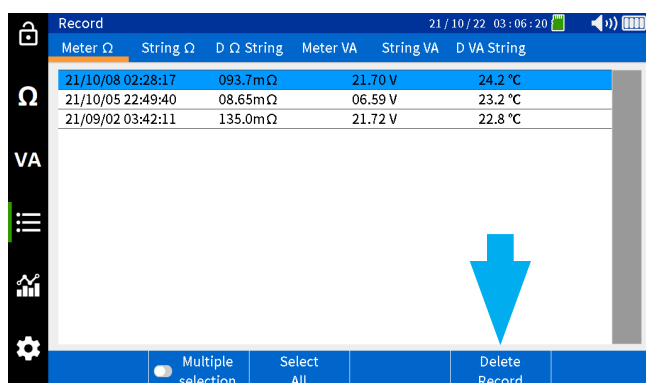 Record 21/10/22 03:06:20
Meter Ω String Ω D Ω String Meter VA String VA D VA String
21/10/08 02:28:17 093.7mΩ 21.70 V 24.2 ℃
21/10/05 22:49:40 08.65mΩ 06.59 V 23.2 ℃
21/09/02 03:42:11 135.0mΩ 21.72 V 22.8 ℃
Ω
VA
Multiple selection
Select All
Delete Record